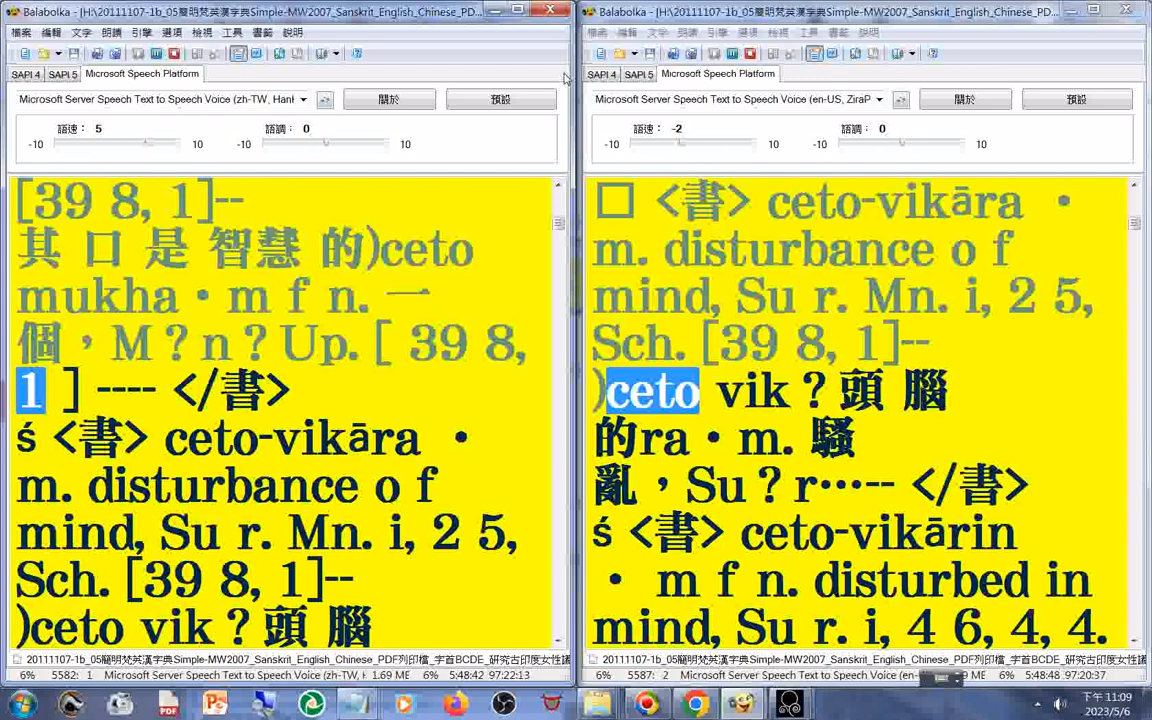 Balabolka - [H:\20111107-1b_05簡明梵英漢字典Simple-MW2007_Sanskrit_English_Chinese_PD...
檔案 編輯 文字 朗讀 引擎 選項 檢視 工具 書籤 說明
SAPI 4 SAPI 5 Microsoft Speech Platform
Microsoft Server Speech Text to Speech Voice (zh-TW, HanH 關於 預設
語速： 5 語調： 0
-10 10 -10 10
[39 8, 1]--
其 口 是 智慧 的)ceto
mukha・m f n. 一
個，M？n？Up. [ 39 8,
1 ] ---- </書>
ś <書> ceto-vikāra •
m. disturbance o f
mind, Su r. Mn. i, 2 5,
Sch. [39 8, 1]--
)ceto vik？頭 腦
20111107-1b_05簡明梵英漢字典Simple-MW2007_Sanskrit_English_Chinese_PDF列印檔_字首BCDE_研究古印度女性議
6% 5582: 1 Microsoft Server Speech Text to Speech Voice (zh-TW, H 1.69 ME 6% 5:48:42 97:22:13
Balabolka - [H:\20111107-1b_05簡明梵英漢字典Simple-MW2007_Sanskrit_English_Chinese_PD...
檔案 編輯 文字 朗讀 引擎 選項 檢視 工具 書籤 說明
SAPI 4 SAPI 5 Microsoft Speech Platform
Microsoft Server Speech Text to Speech Voice (en-US, ZiraP 關於 預設
語速： -2 語調： 0
-10 10 -10 10
□ <書> ceto-vikāra •
m. disturbance o f
mind, Su r. Mn. i, 2 5,
Sch. [39 8, 1]--
)ceto vik？頭 腦
的ra・m. 騷
亂，Su？r…-- </書>
ś <書> ceto-vikārin
• m f n. disturbed in
mind, Su r. i, 4 6, 4, 4.
20111107-1b_05簡明梵英漢字典Simple-MW2007_Sanskrit_English_Chinese_PDF列印檔_字首BCDE_研究古印度女性議
6% 5587: 2 Microsoft Server Speech Text to Speech Voice (en- ME 6% 5:48:48 97:20:37
下午 11:09
2023/5/6